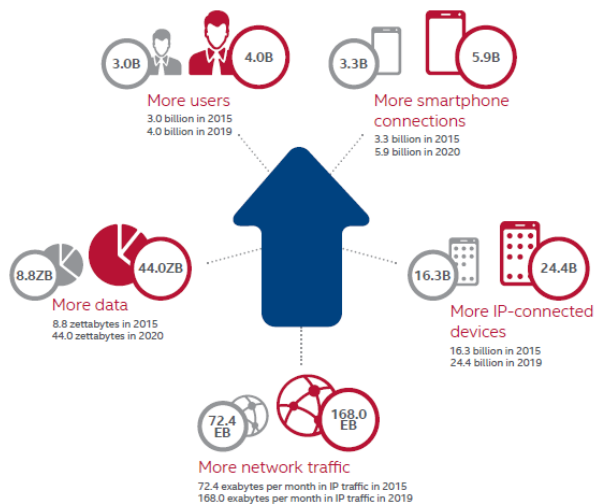 3.0B
4.0B
More users
3.0 billion in 2015
4.0 billion in 2019
3.3B
5.9B
More smartphone
connections
3.3 billion in 2015
5.9 billion in 2020
8.8ZB
44.0ZB
More data
8.8 zettabytes in 2015
44.0 zettabytes in 2020
16.3B
24.4B
More IP-connected
devices
16.3 billion in 2015
24.4 billion in 2019
72.4
EB
168.0
EB
More network traffic
72.4 exabytes per month in IP traffic in 2015
168.0 exabytes per month in IP traffic in 2019